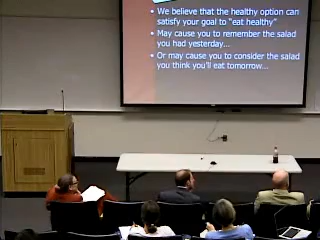 • We believe that the healthy option can
satisfy your goal to "eat healthy"
• May cause you to remember the salad
you had yesterday...
• Or may cause you to consider the salad
you think you'll eat tomorrow...